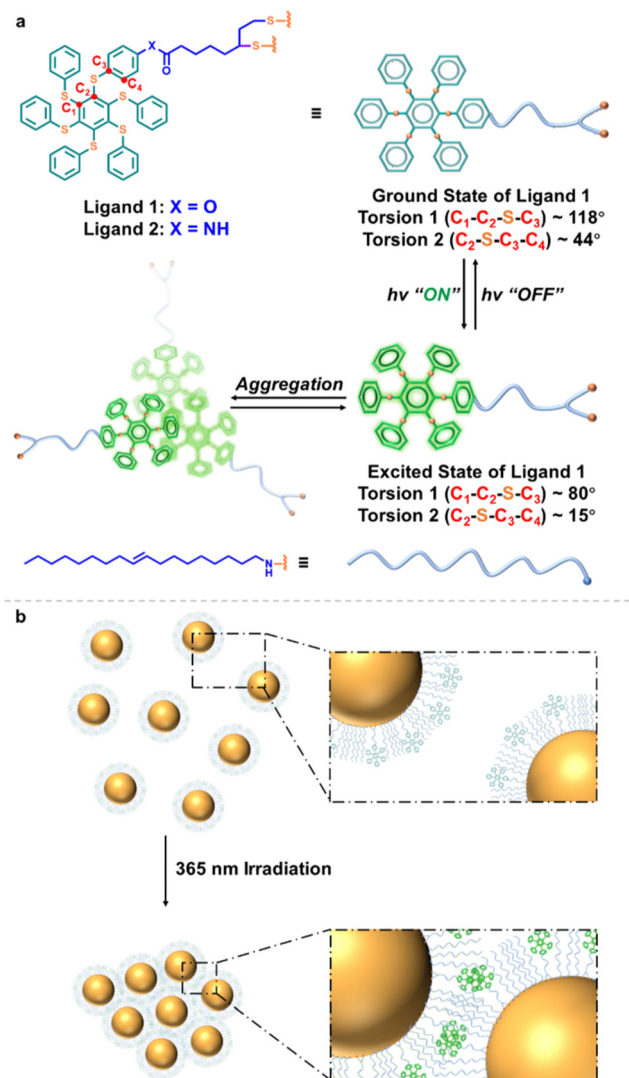 a
S
S
X
O
C3
C4
S
C2
C1
S
S
S
S
S
≡
Ligand 1: X = O
Ligand 2: X = NH
Ground State of Ligand 1
Torsion 1 (C1-C2-S-C3) ~ 118°
Torsion 2 (C2-S-C3-C4) ~ 44°
hv “ON”
hv “OFF”
Aggregation
Excited State of Ligand 1
Torsion 1 (C1-C2-S-C3) ~ 80°
Torsion 2 (C2-S-C3-C4) ~ 15°
N
H
≡
b
365 nm Irradiation